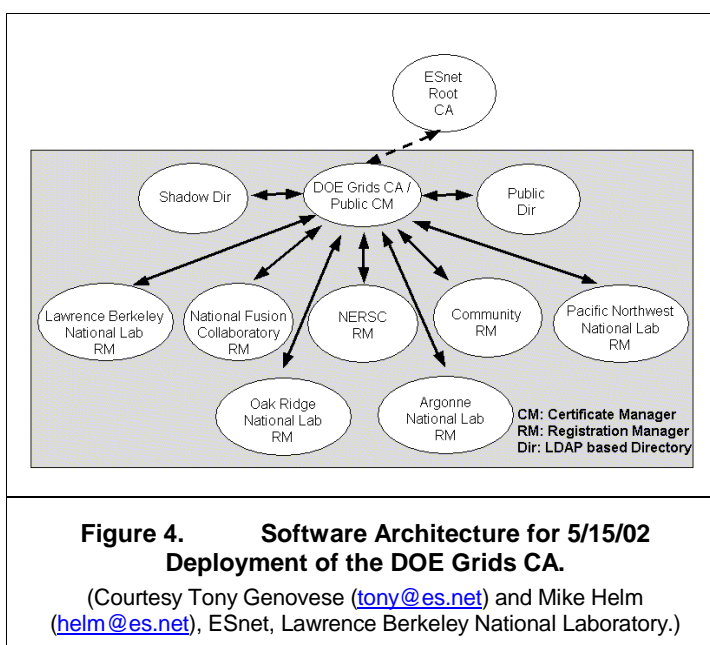 ESnet
Root
CA
Shadow Dir
DOE Grids CA /
Public CM
Public
Dir
Lawrence Berkeley
National Lab
RM
National Fusion
Collaboratory
RM
NERSC
RM
Community
RM
Pacific Northwest
National Lab
RM
Oak Ridge
National Lab
RM
Argonne
National Lab
RM
CM: Certificate Manager
RM: Registration Manager
Dir: LDAP based Directory
Figure 4. Software Architecture for 5/15/02
Deployment of the DOE Grids CA.
(Courtesy Tony Genovese (tony@es.net) and Mike Helm
(helm@es.net), ESnet, Lawrence Berkeley National Laboratory.)